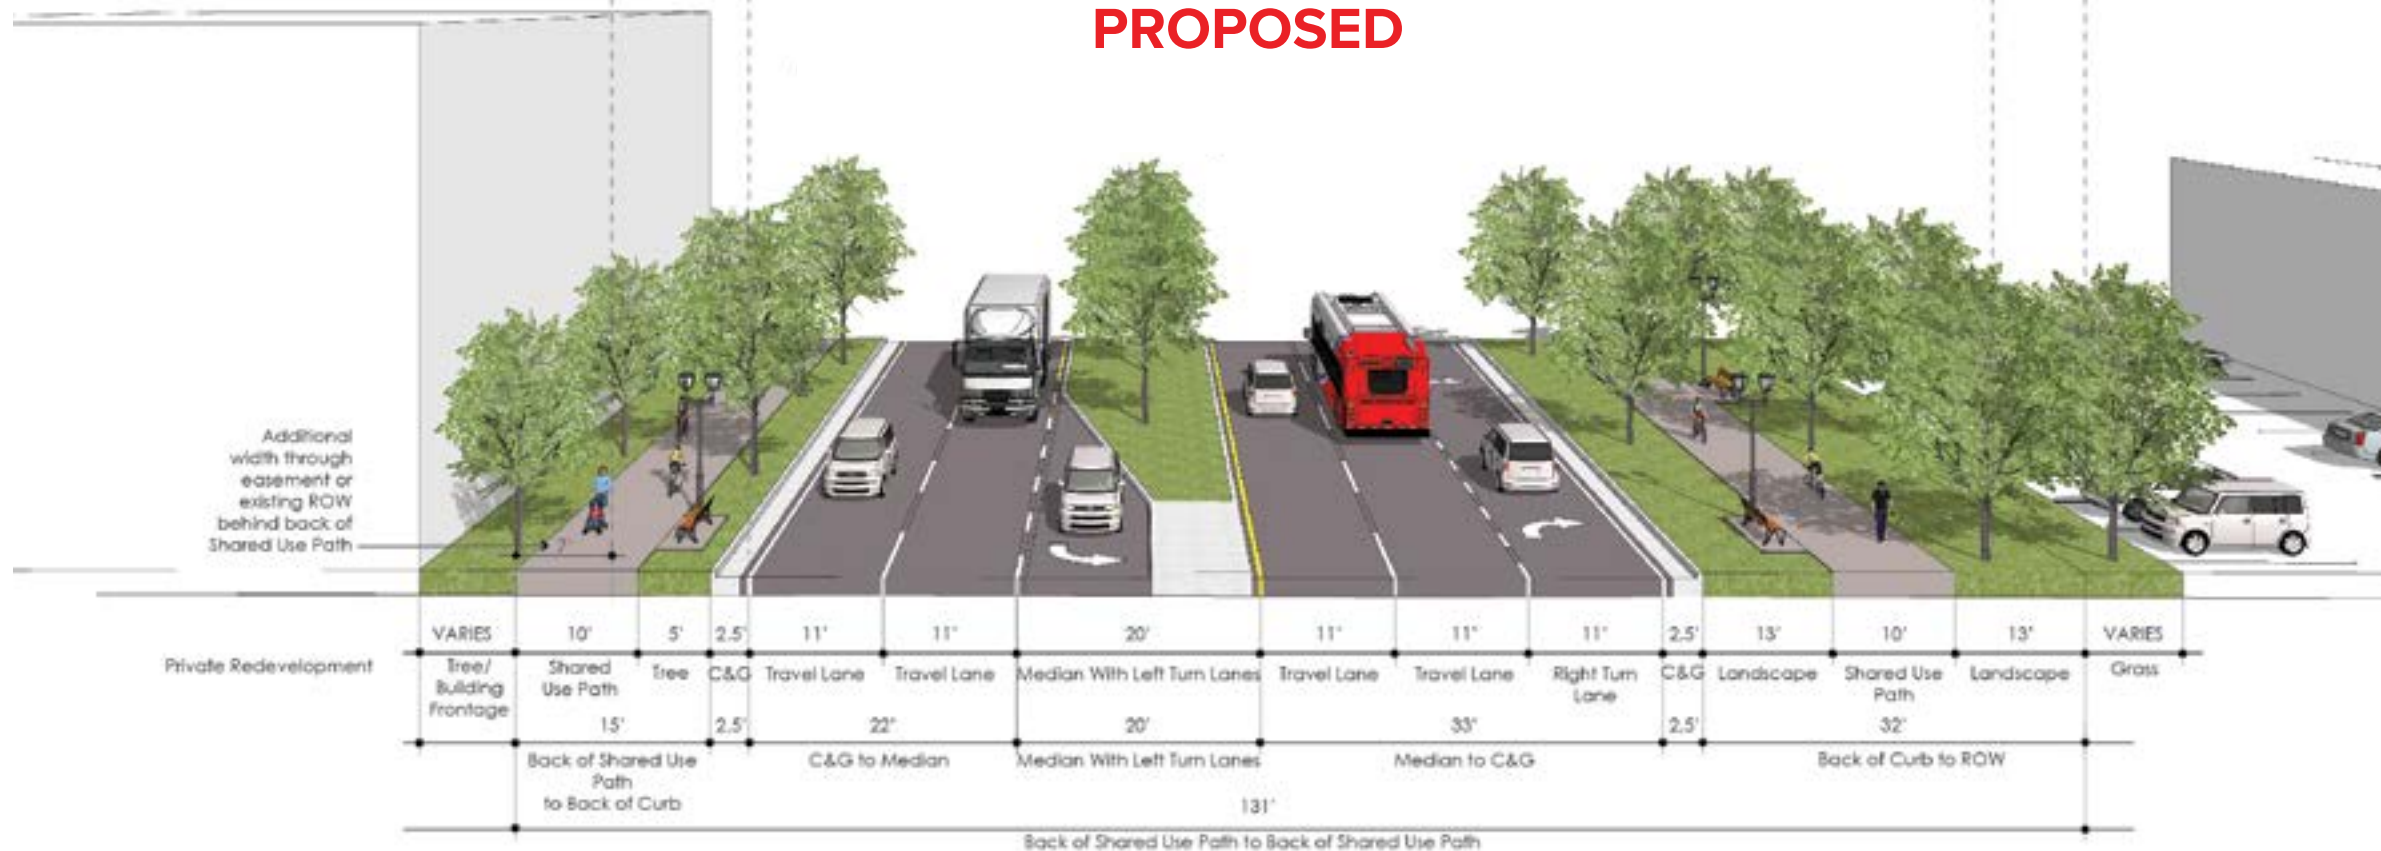 PROPOSED
Additional
width through
easement or
existing ROW
behind back of
Shared Use Path
VARIES 10' 5' 2.5' 11' 11' 20' 11' 11' 11' 2.5' 13' 10' 13' VARIES
Private Redevelopment
Tree/
Building
Frontage
Shared
Use Path
Tree
C&G
Travel Lane
Travel Lane
Median With Left Turn Lanes
Travel Lane
Travel Lane
Right Turn
Lane
C&G
Landscape
Shared Use
Path
Landscape
Grass
15' 2.5' 22' 20' 33' 2.5' 32'
Back of Shared Use
Path
to Back of Curb
C&G to Median
Median With Left Turn Lanes
Median to C&G
Back of Curb to ROW
131'
Back of Shared Use Path to Back of Shared Use Path